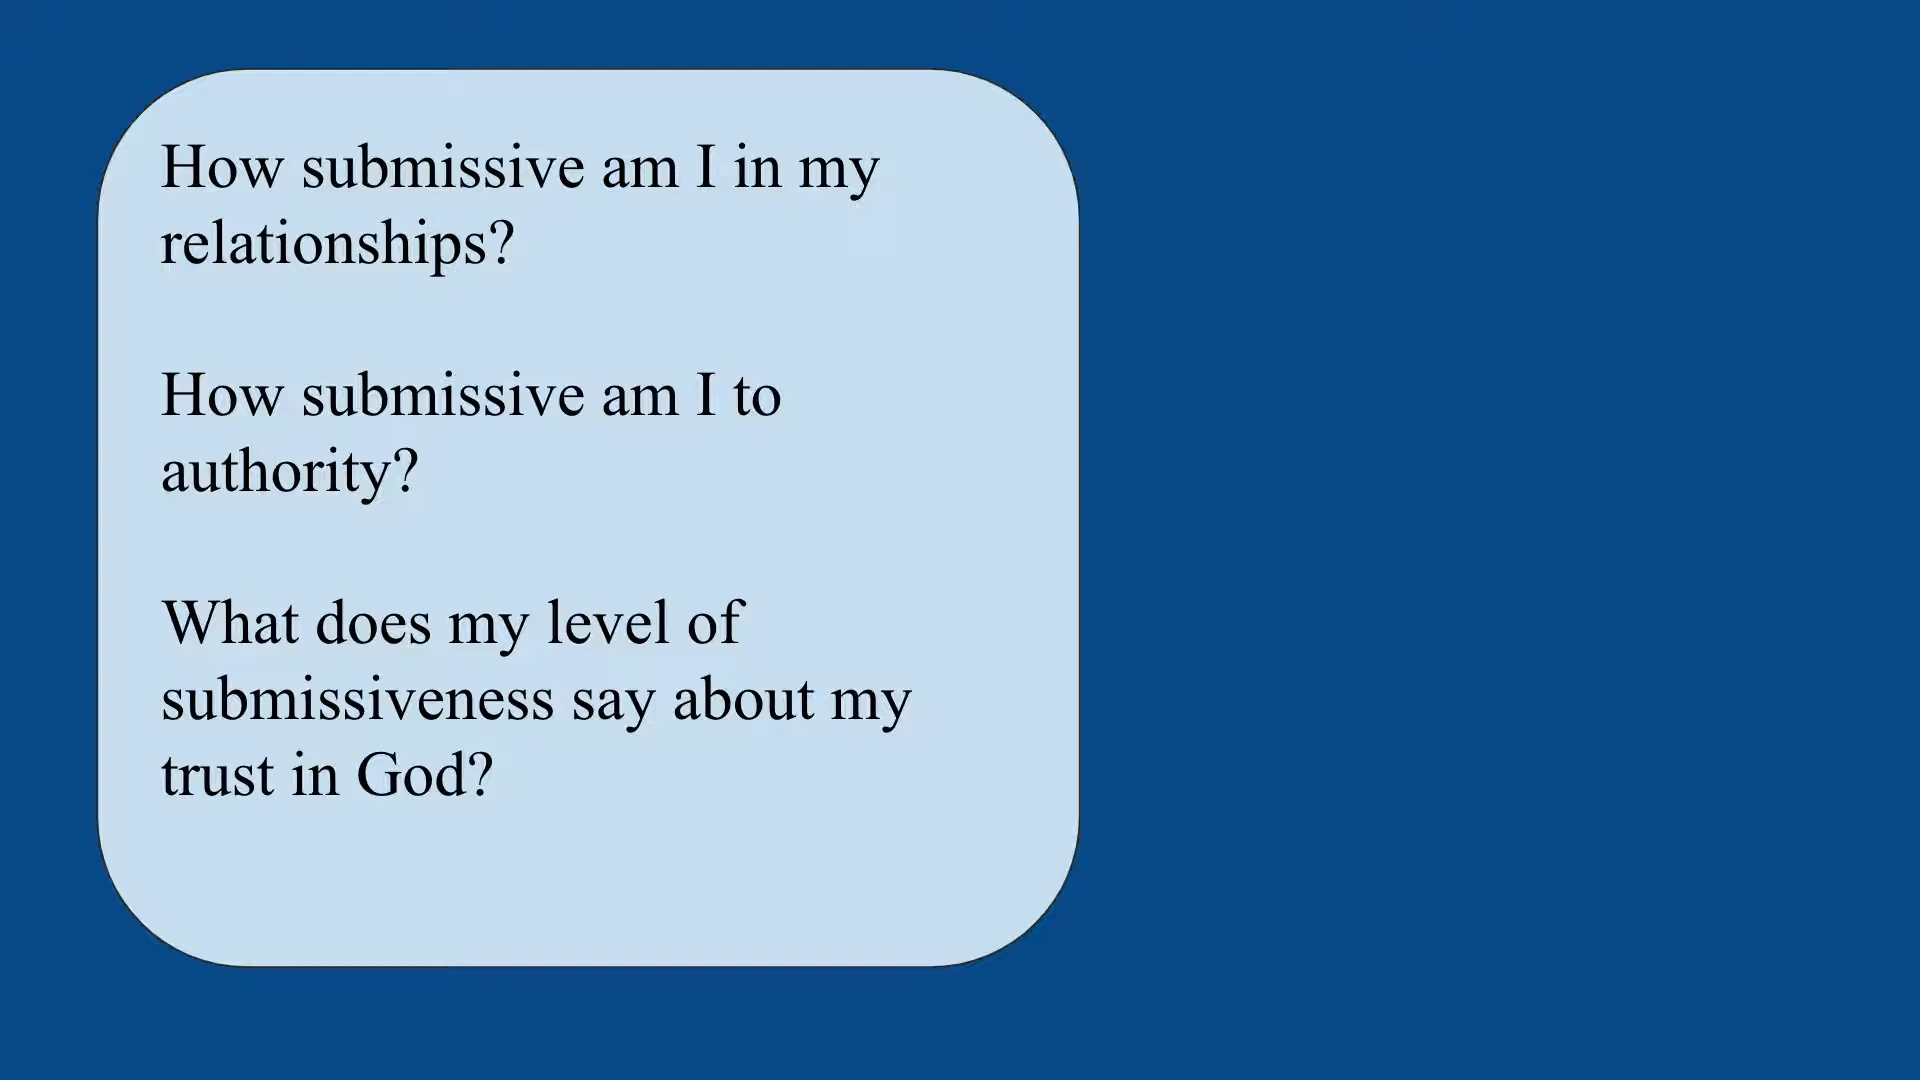 How submissive am I in my
relationships?
How submissive am I to
authority?
What does my level of
submissiveness say about my
trust in God?